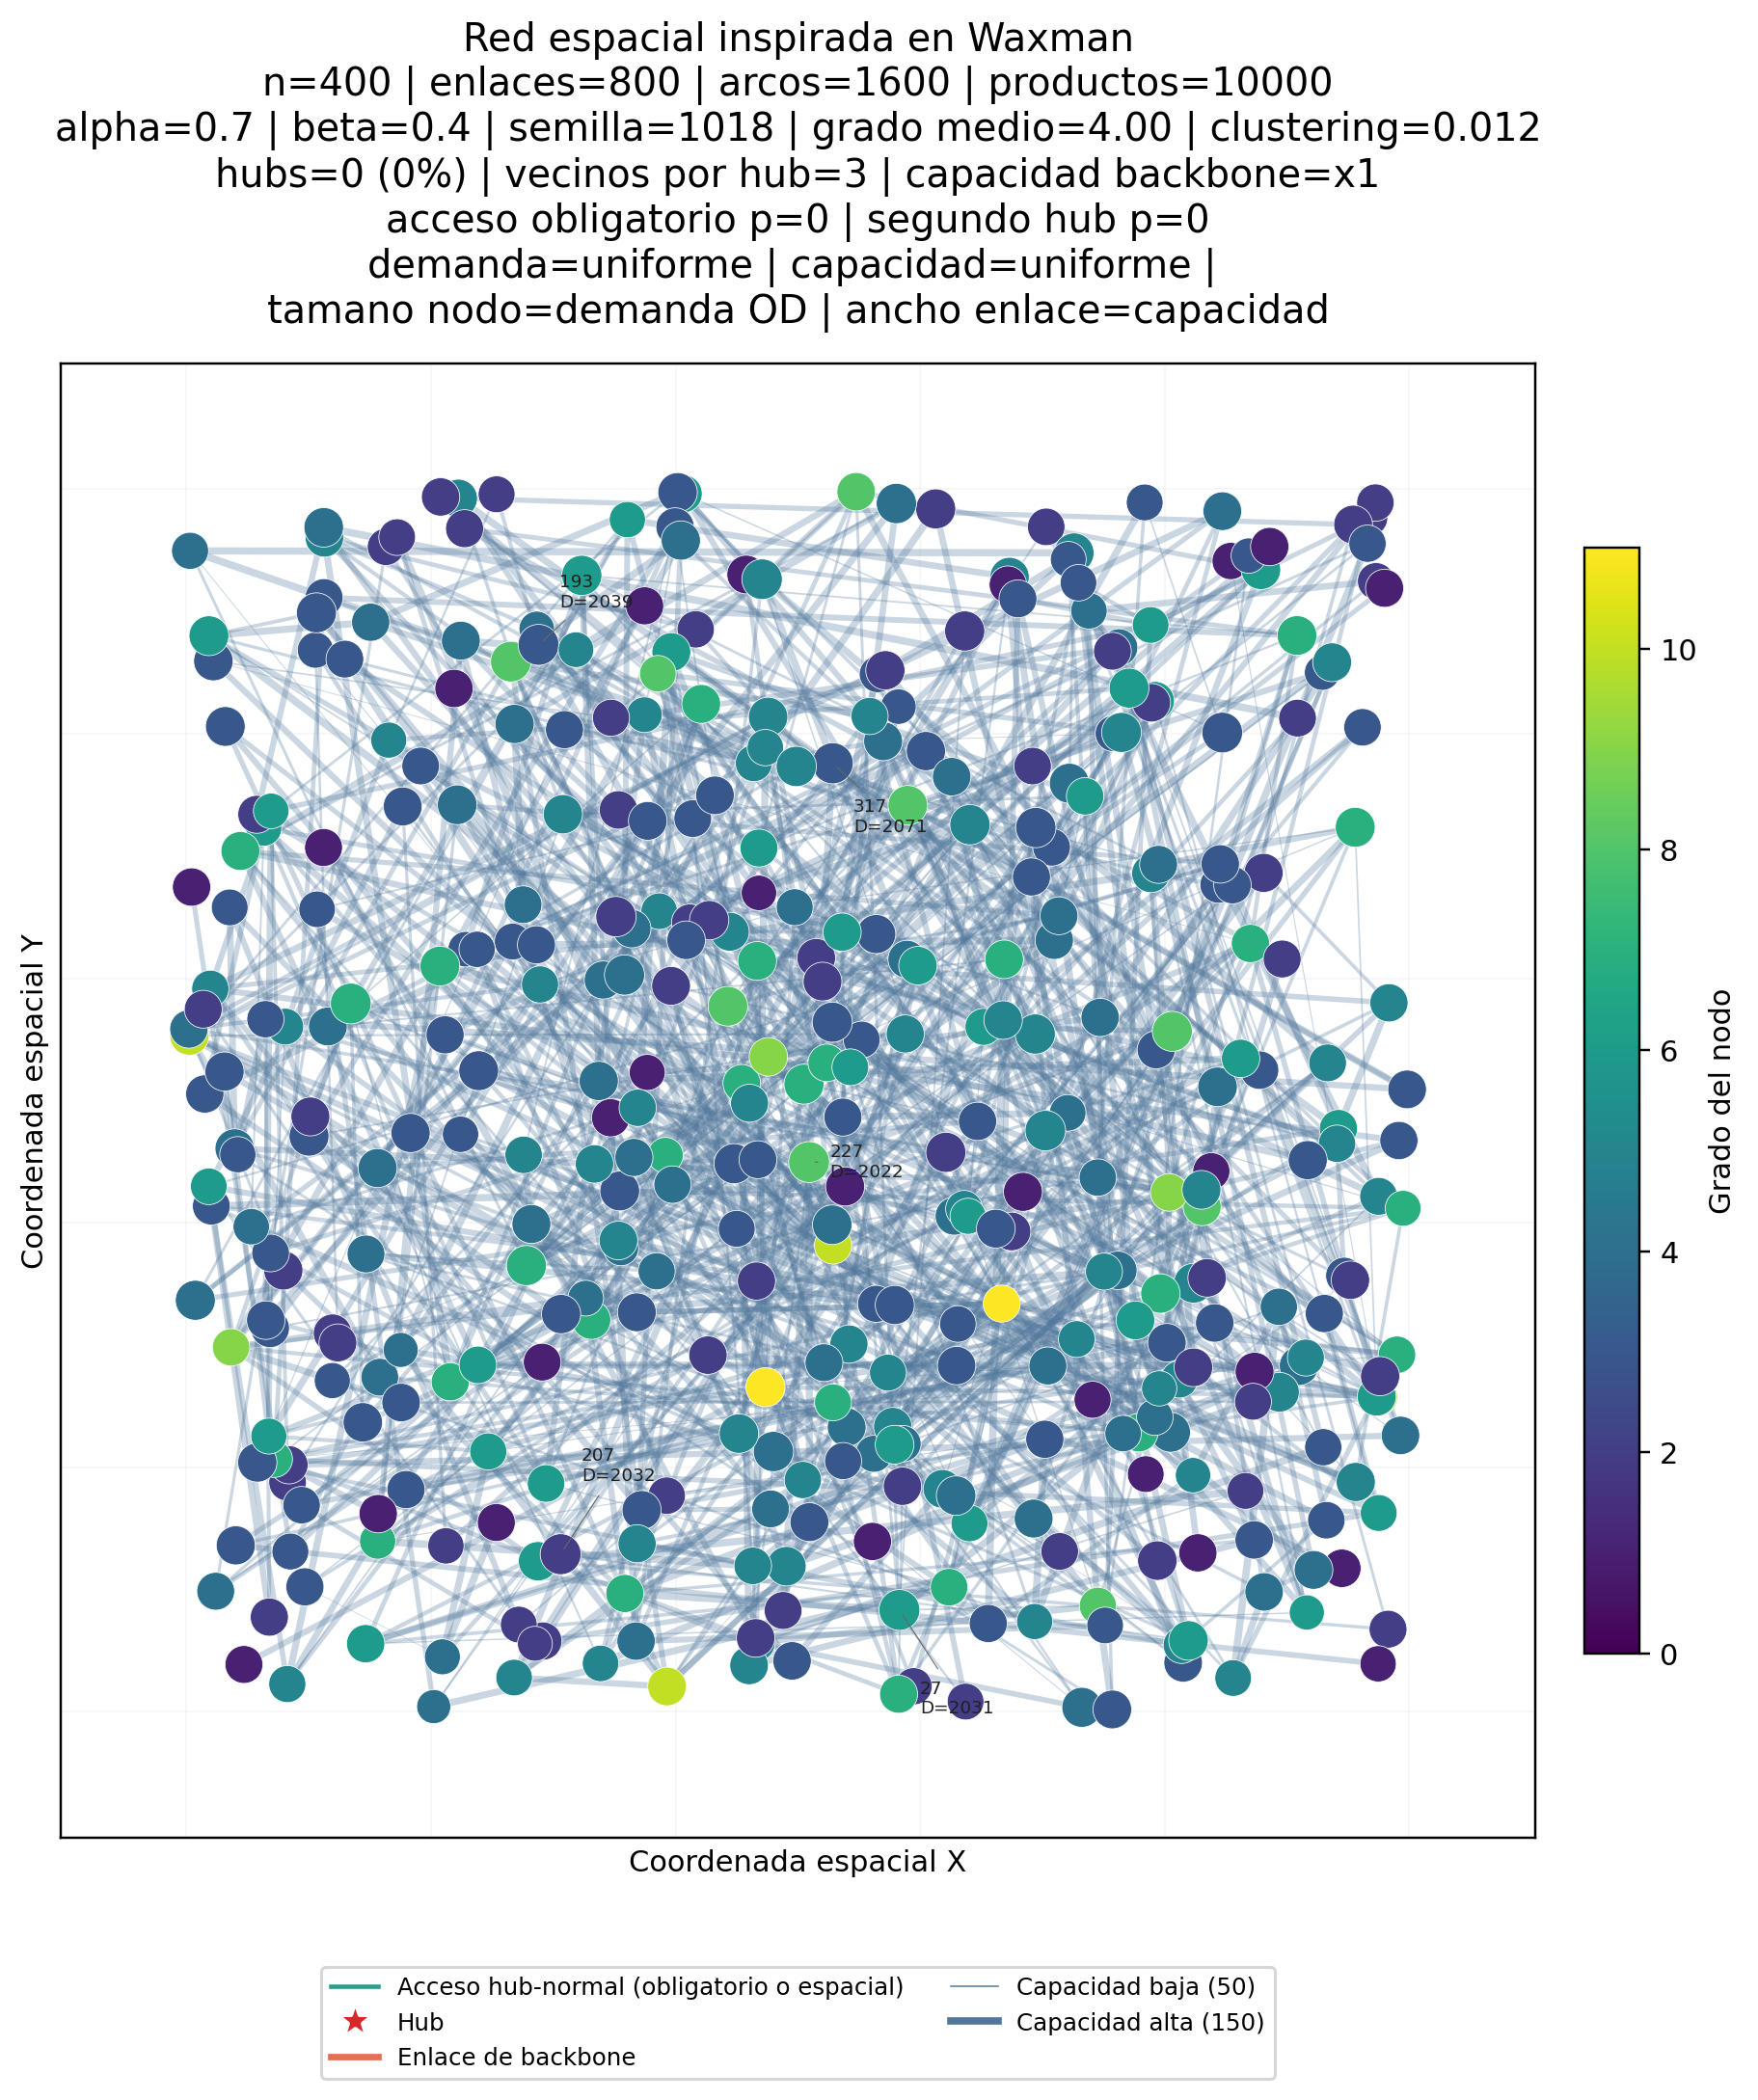 Red espacial inspirada en Waxman
n=400 | enlaces=800 | arcos=1600 | productos=10000
alpha=0.7 | beta=0.4 | semilla=1018 | grado medio=4.00 | clustering=0.012
hubs=0 (0%) | vecinos por hub=3 | capacidad backbone=x1
acceso obligatorio p=0 | segundo hub p=0
demanda=uniforme | capacidad=uniforme |
tamano nodo=demanda OD | ancho enlace=capacidad
193
D=2039
317
D=2071
227
D=2022
207
D=2032
27
D=2031
Coordenada espacial Y
Coordenada espacial X
10
8
6
4
2
0
Grado del nodo
Acceso hub-normal (obligatorio o espacial)
Hub
Enlace de backbone
Capacidad baja (50)
Capacidad alta (150)